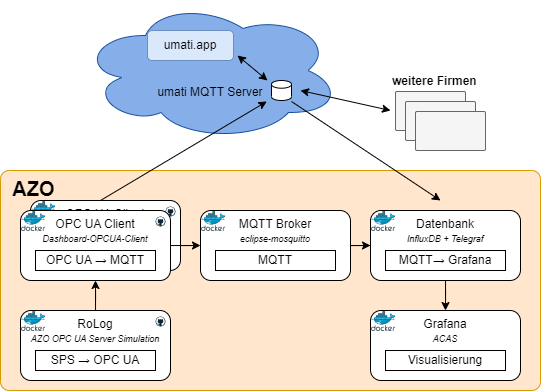 umati.app
umati MQTT Server
weitere Firmen
AZO
docker
OPC UA Client
Dashboard-OPCUA-Client
OPC UA → MQTT
docker
MQTT Broker
eclipse-mosquitto
MQTT
docker
Datenbank
InfluxDB + Telegraf
MQTT→ Grafana
docker
RoLog
AZO OPC UA Server Simulation
SPS → OPC UA
docker
Grafana
ACAS
Visualisierung